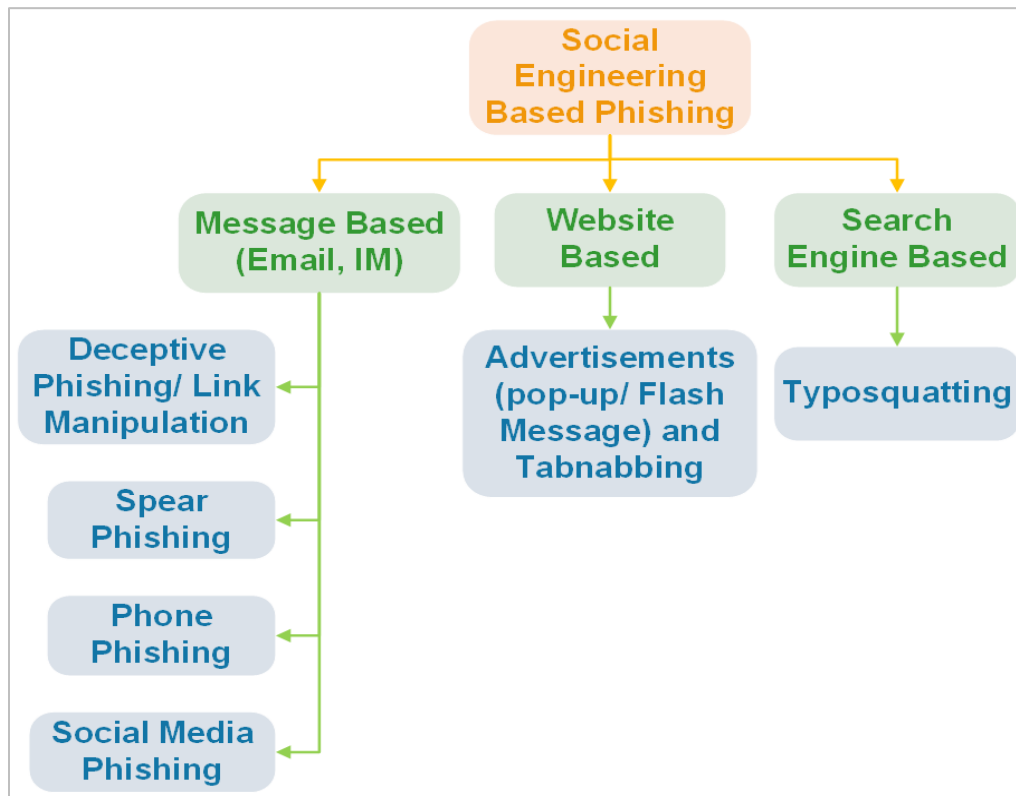 Social
Engineering
Based Phishing
Message Based
(Email, IM)
Website
Based
Search
Engine Based
Deceptive
Phishing/ Link
Manipulation
Advertisements
(pop-up/ Flash
Message) and
Tabnabbing
Typosquatting
Spear
Phishing
Phone
Phishing
Social Media
Phishing